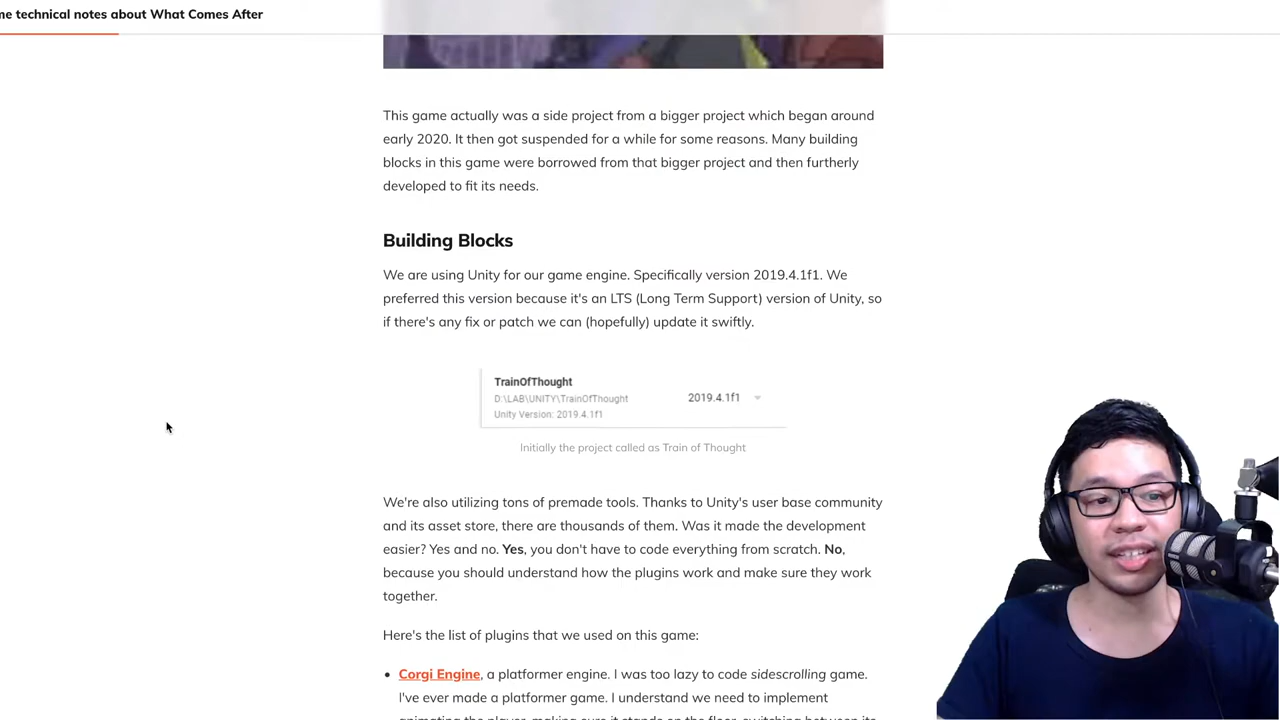 me technical notes about What Comes After
This game actually was a side project from a bigger project which began around
early 2020. It then got suspended for a while for some reasons. Many building
blocks in this game were borrowed from that bigger project and then furtherly
developed to fit its needs.
Building Blocks
We are using Unity for our game engine. Specifically version 2019.4.1f1. We
preferred this version because it's an LTS (Long Term Support) version of Unity, so
if there's any fix or patch we can (hopefully) update it swiftly.
TrainOfThought
D:\LAB\UNITY\TrainOfThought
2019.4.1f1
Unity Version: 2019.4.1f1
Initially the project called as Train of Thought
We're also utilizing tons of premade tools. Thanks to Unity's user base community
and its asset store, there are thousands of them. Was it made the development
easier? Yes and no. Yes, you don't have to code everything from scratch. No,
because you should understand how the plugins work and make sure they work
together.
Here's the list of plugins that we used on this game:
• Corgi Engine, a platformer engine. I was too lazy to code sidescrolling game.
I've ever made a platformer game. I understand we need to implement